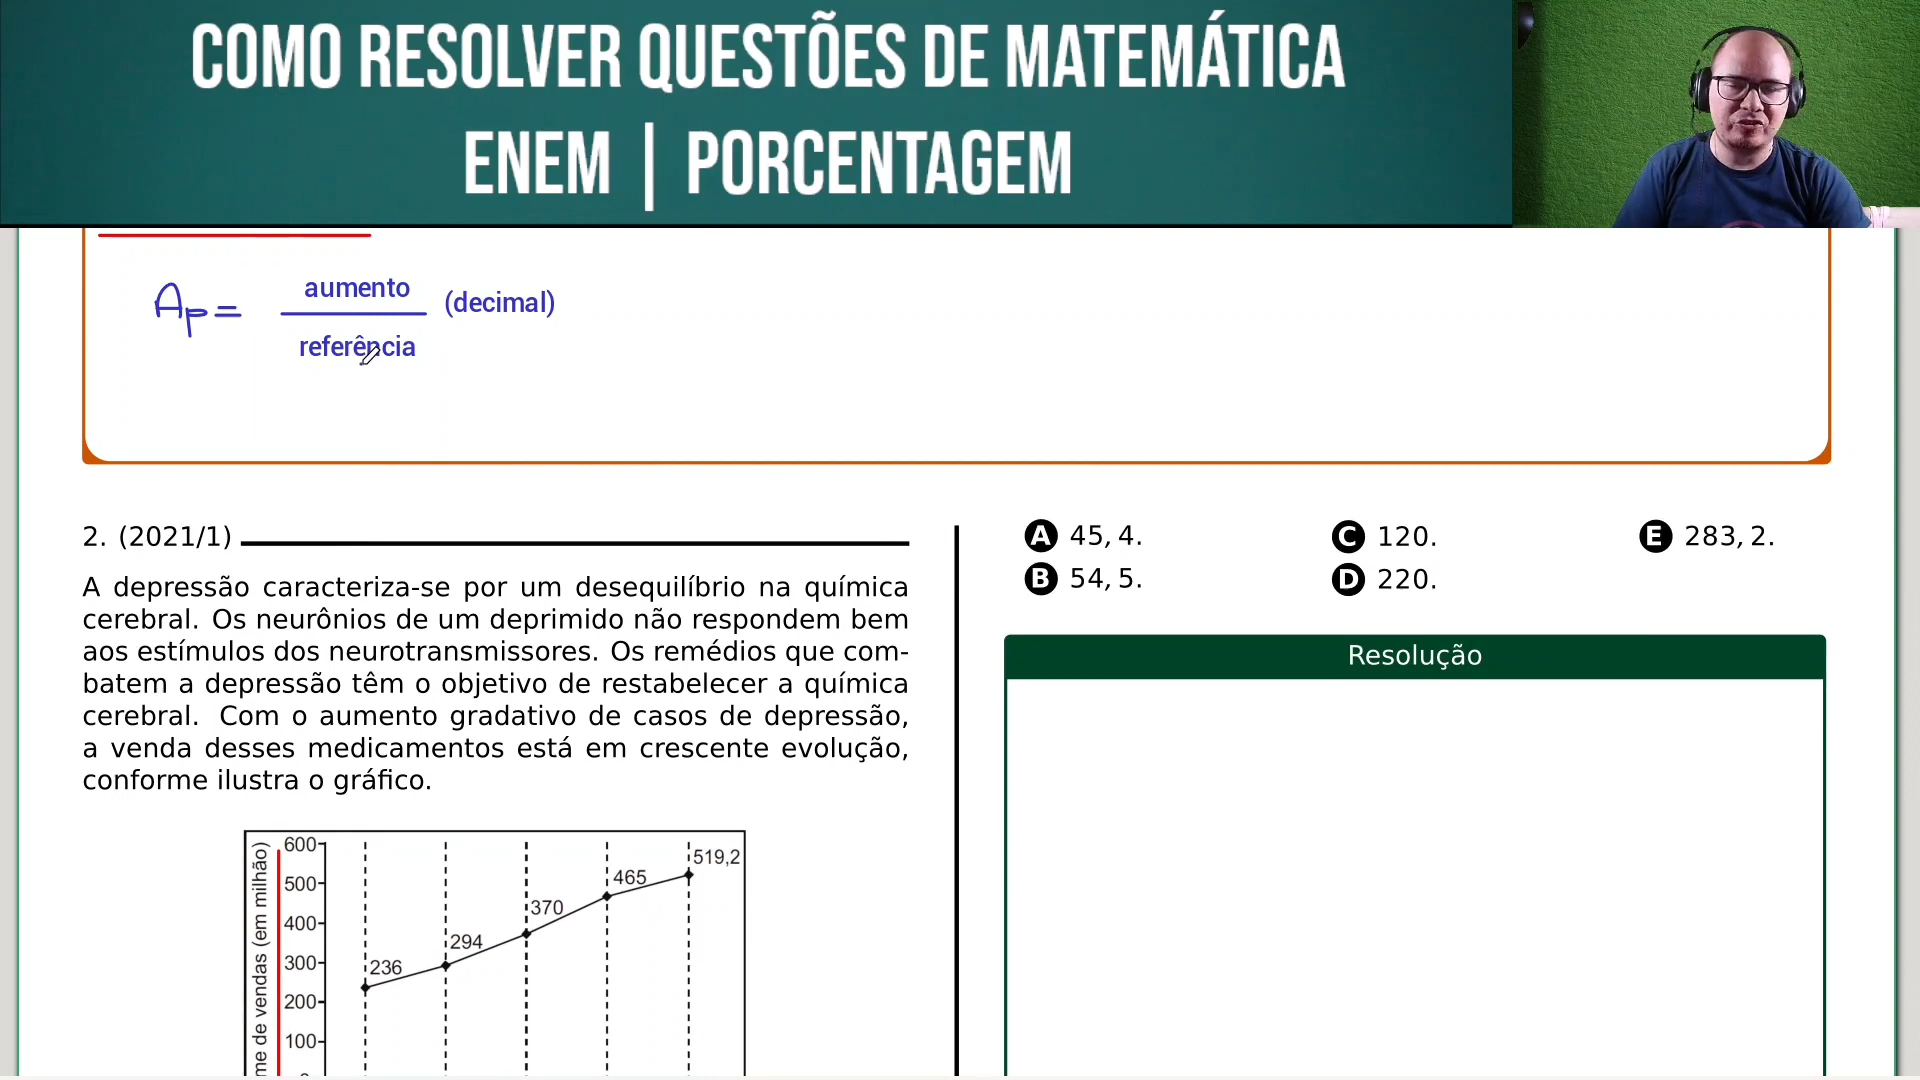 COMO RESOLVER QUESTÕES DE MATEMÁTICA
ENEM | PORCENTAGEM
Ap = aumento (decimal)
referência
2. (2021/1)
A depressão caracteriza-se por um desequilíbrio na química
cerebral. Os neurônios de um deprimido não respondem bem
aos estímulos dos neurotransmissores. Os remédios que com-
batem a depressão têm o objetivo de restabelecer a química
cerebral. Com o aumento gradativo de casos de depressão,
a venda desses medicamentos está em crescente evolução,
conforme ilustra o gráfico.
me de vendas (em milhão)
600
500
400
300
200
100
236
294
370
465
519,2
A 45, 4.
B 54, 5.
C 120.
D 220.
E 283, 2.
Resolução